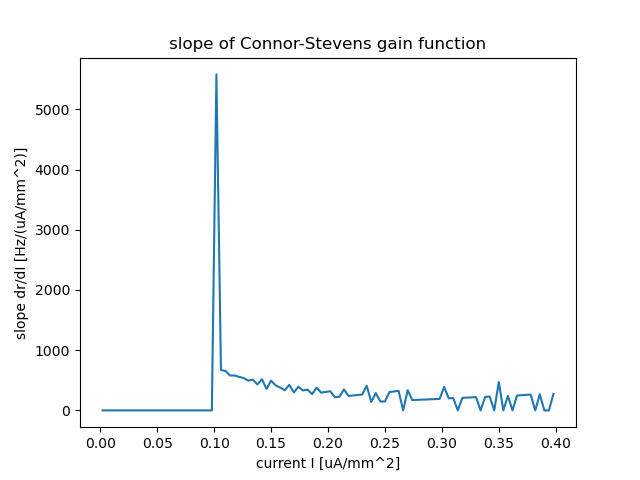 slope of Connor-Stevens gain function
slope dr/dI [Hz/(uA/mm^2)]
5000
4000
3000
2000
1000
0
0.00 0.05 0.10 0.15 0.20 0.25 0.30 0.35 0.40
current I [uA/mm^2]